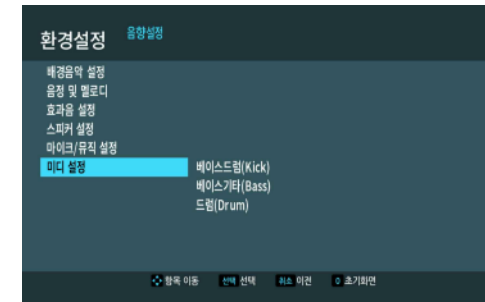 환경설정 음향설정
배경음악 설정
음정 및 멜로디
효과음 설정
스피커 설정
마이크/뮤직 설정
미디 설정
베이스드럼(Kick)
베이스기타(Bass)
드럼(Drum)
항목 이동 선택 선택 취소 이전 초기화면